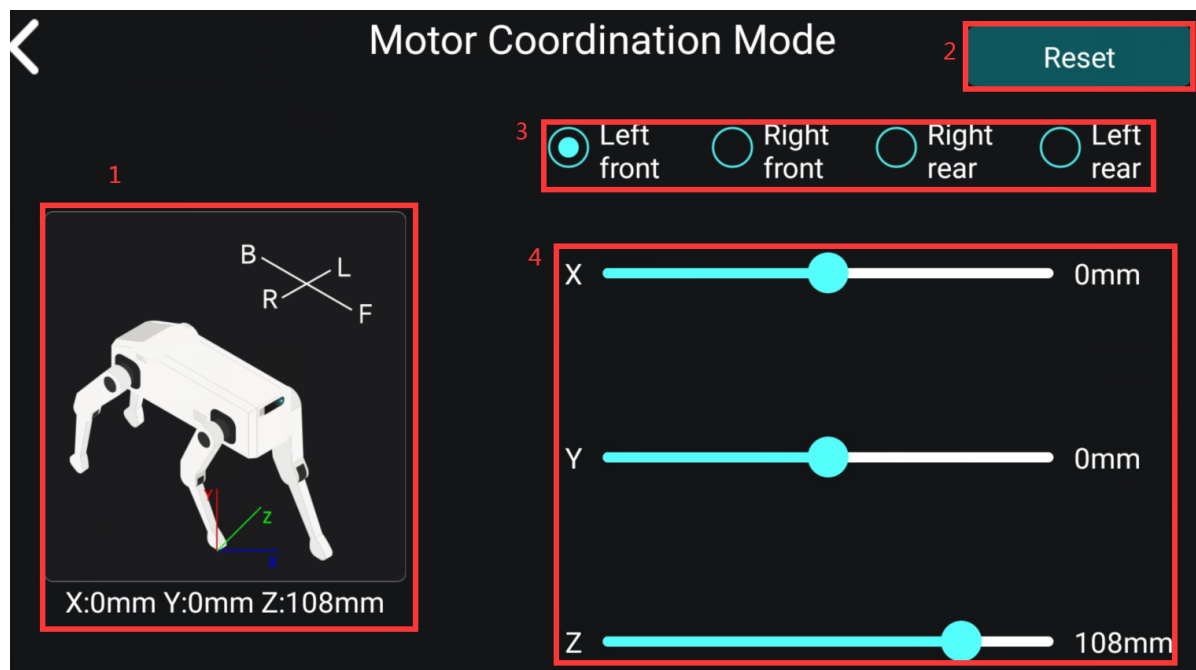 Motor Coordination Mode
2
Reset
3
Left front
Right front
Right rear
Left rear
1
B
L
R
F
Y
Z
X
X:0mm Y:0mm Z:108mm
4
X
0mm
Y
0mm
Z
108mm